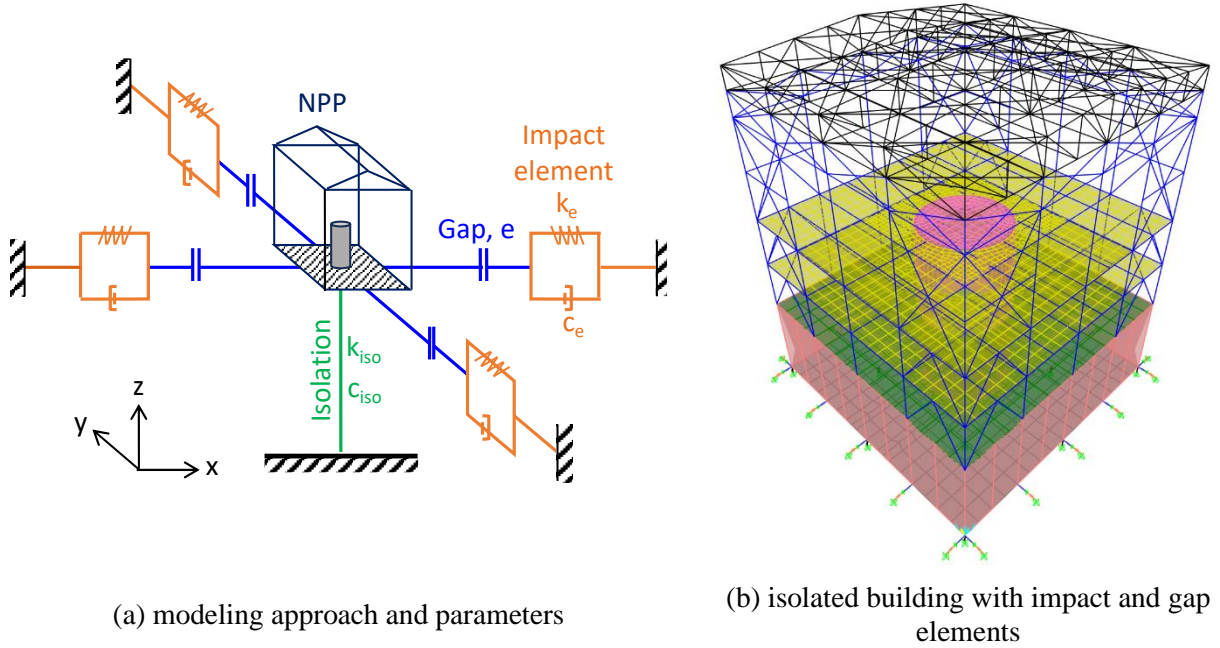 NPP
Impact
element
k_e
Gap, e
c_e
Isolation
k_iso
c_iso
z
y
x
(a) modeling approach and parameters
(b) isolated building with impact and gap
elements